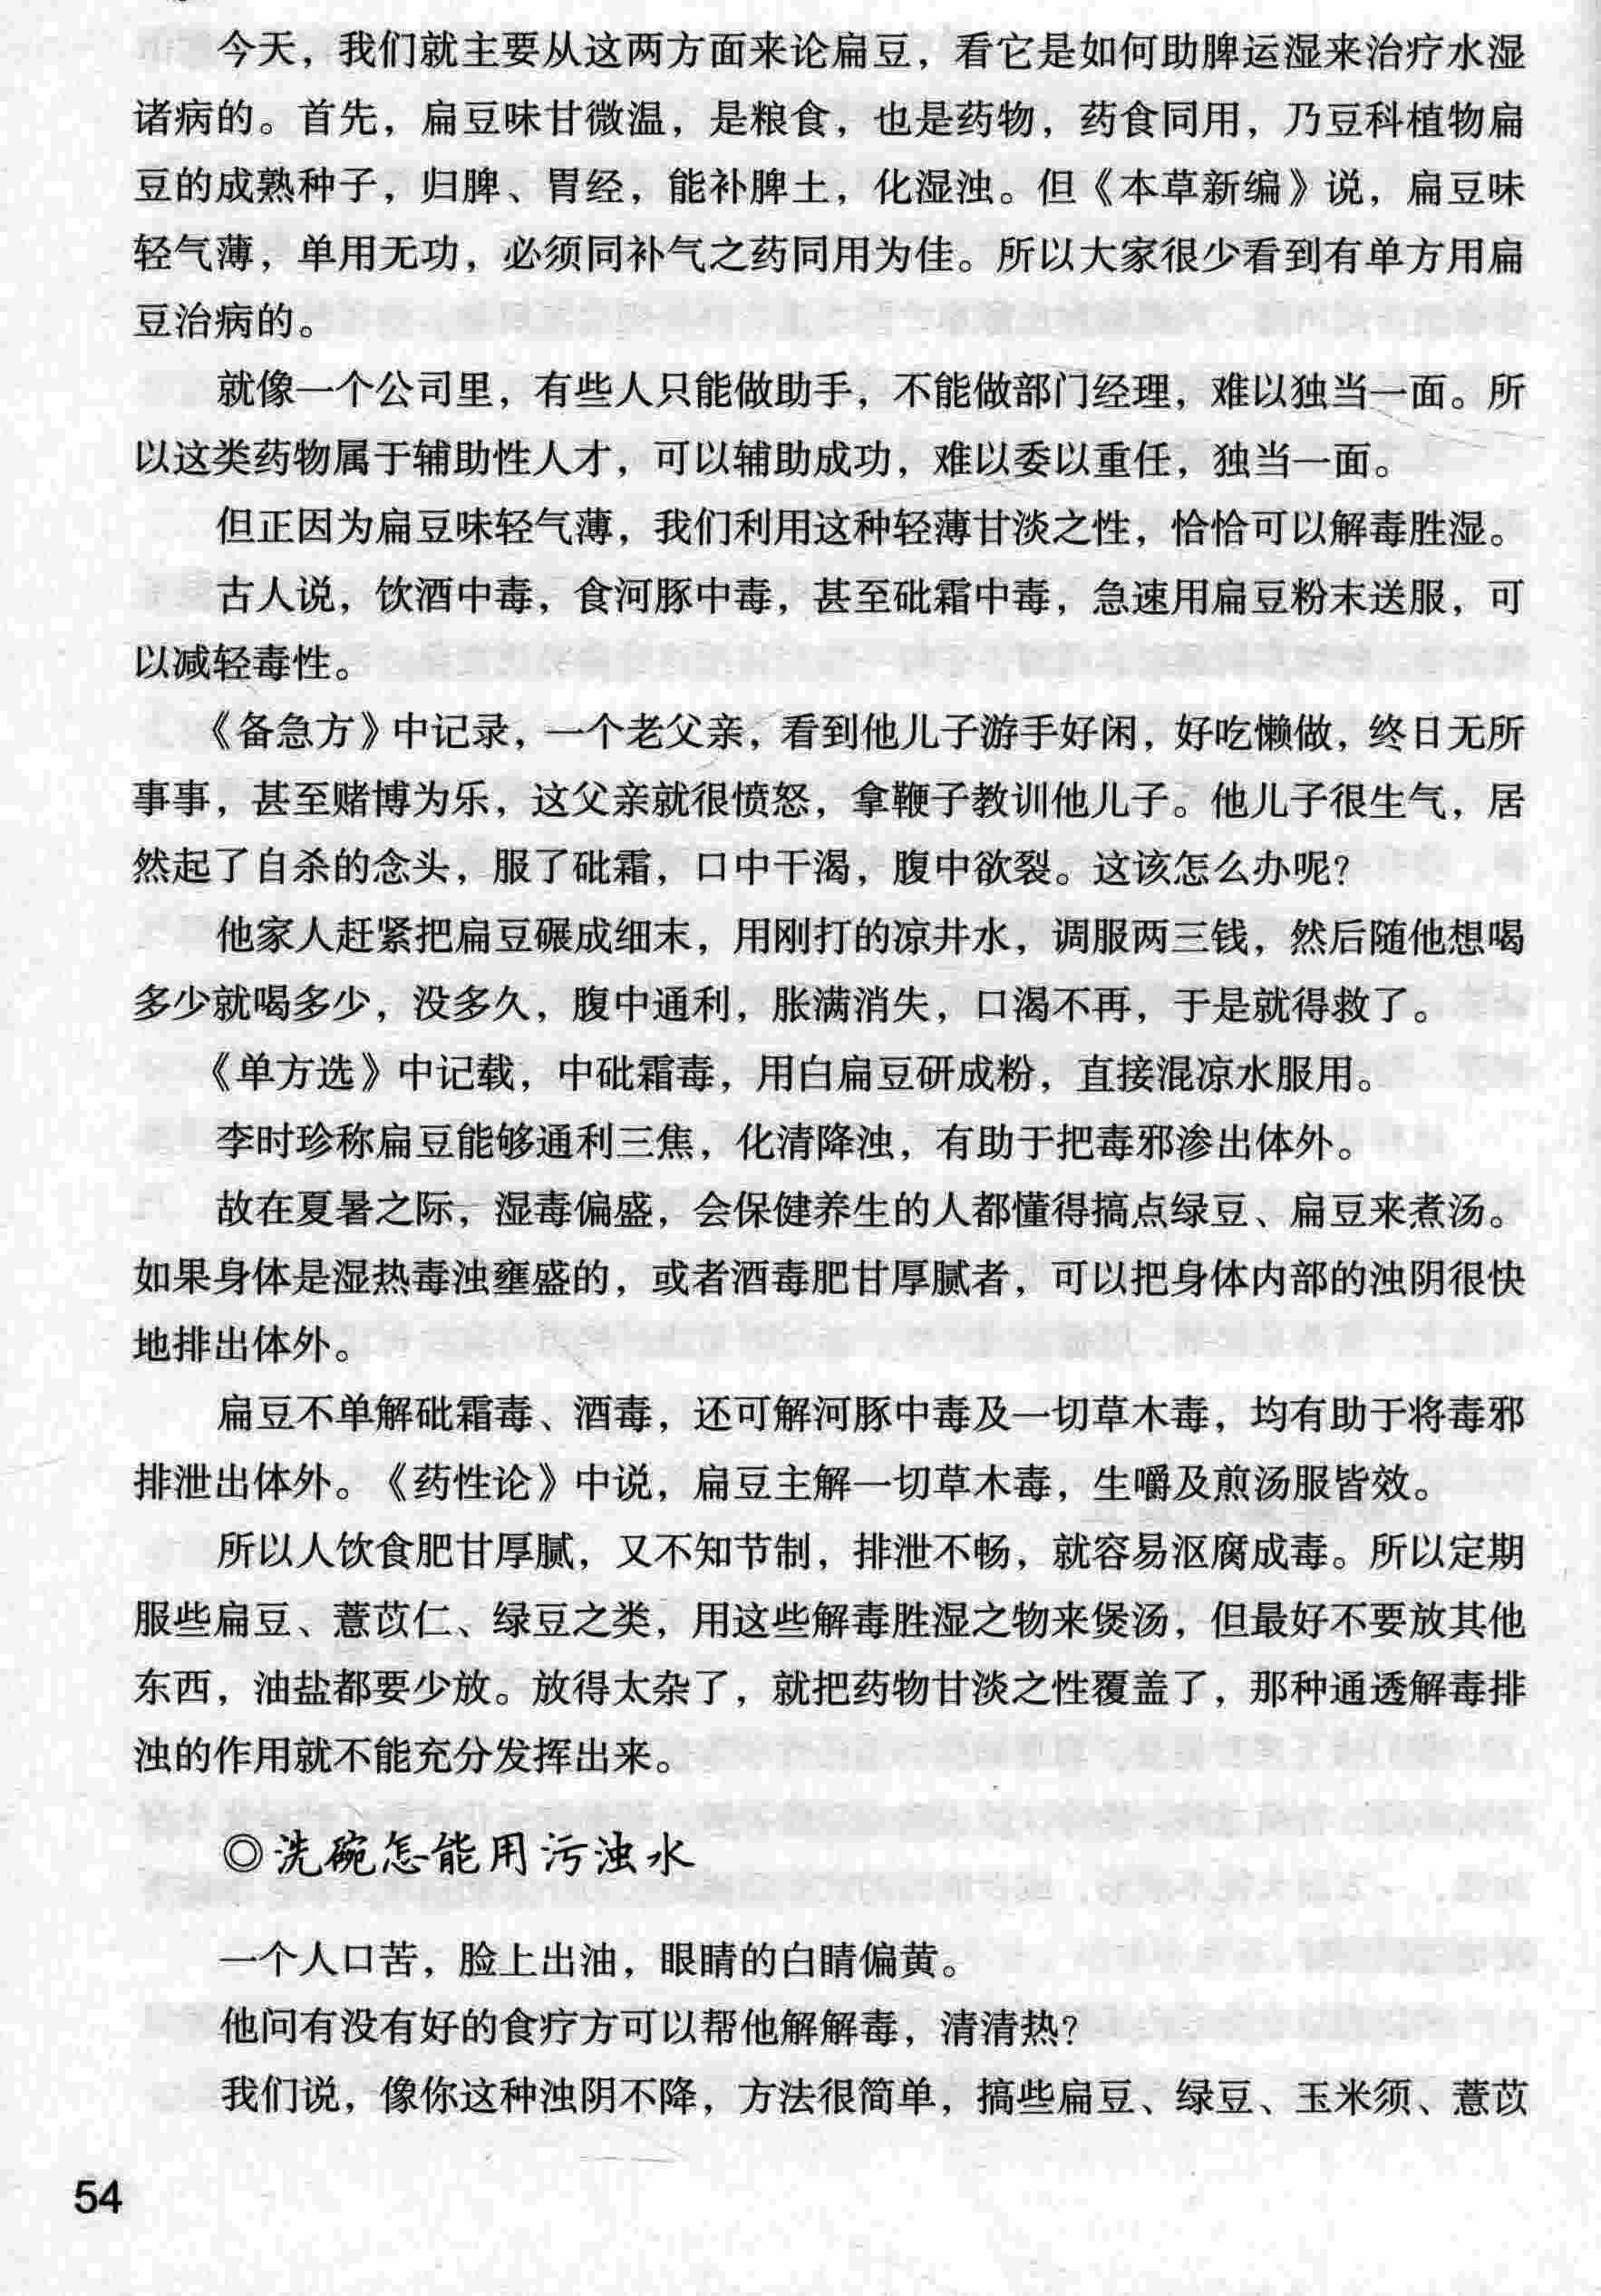 今天，我们就主要从这两方面来论扁豆，看它是如何助脾运湿来治疗水湿
诸病的。首先，扁豆味甘微温，是粮食，也是药物，药食同用，乃豆科植物扁
豆的成熟种子，归脾、胃经，能补脾土，化湿浊。但《本草新编》说，扁豆味
轻气薄，单用无功，必须同补气之药同用为佳。所以大家很少看到有单方用扁
豆治病的。
就像一个公司里，有些人只能做助手，不能做部门经理，难以独当一面。所
以这类药物属于辅助性人才，可以辅助成功，难以委以重任，独当一面。
但正因为扁豆味轻气薄，我们利用这种轻薄甘淡之性，恰恰可以解毒胜湿。
古人说，饮酒中毒，食河豚中毒，甚至砒霜中毒，急速用扁豆粉末送服，可
以减轻毒性。
《备急方》中记录，一个老父亲，看到他儿子游手好闲，好吃懒做，终日无所
事事，甚至赌博为乐，这父亲就很愤怒，拿鞭子教训他儿子。他儿子很生气，居
然起了自杀的念头，服了砒霜，口中干渴，腹中欲裂。这该怎么办呢？
他家人赶紧把扁豆碾成细末，用刚打的凉井水，调服两三钱，然后随他想喝
多少就喝多少，没多久，腹中通利，胀满消失，口渴不再，于是就得救了。
《单方选》中记载，中砒霜毒，用白扁豆研成粉，直接混凉水服用。
李时珍称扁豆能够通利三焦，化清降浊，有助于把毒邪渗出体外。
故在夏暑之际，湿毒偏盛，会保健养生的人都懂得搞点绿豆、扁豆来煮汤。
如果身体是湿热毒浊壅盛的，或者酒毒肥甘厚腻者，可以把身体内部的浊阴很快
地排出体外。
扁豆不单解砒霜毒、酒毒，还可解河豚中毒及一切草木毒，均有助于将毒邪
排泄出体外。《药性论》中说，扁豆主解一切草木毒，生嚼及煎汤服皆效。
所以人饮食肥甘厚腻，又不知节制，排泄不畅，就容易沤腐成毒。所以定期
服些扁豆、薏苡仁、绿豆之类，用这些解毒胜湿之物来煲汤，但最好不要放其他
东西，油盐都要少放。放得太杂了，就把药物甘淡之性覆盖了，那种通透解毒排
浊的作用就不能充分发挥出来。
◎洗碗怎能用污浊水
一个人口苦，脸上出油，眼睛的白睛偏黄。
他问有没有好的食疗方可以帮他解解毒，清清热？
我们说，像你这种浊阴不降，方法很简单，搞些扁豆、绿豆、玉米须、薏苡
54